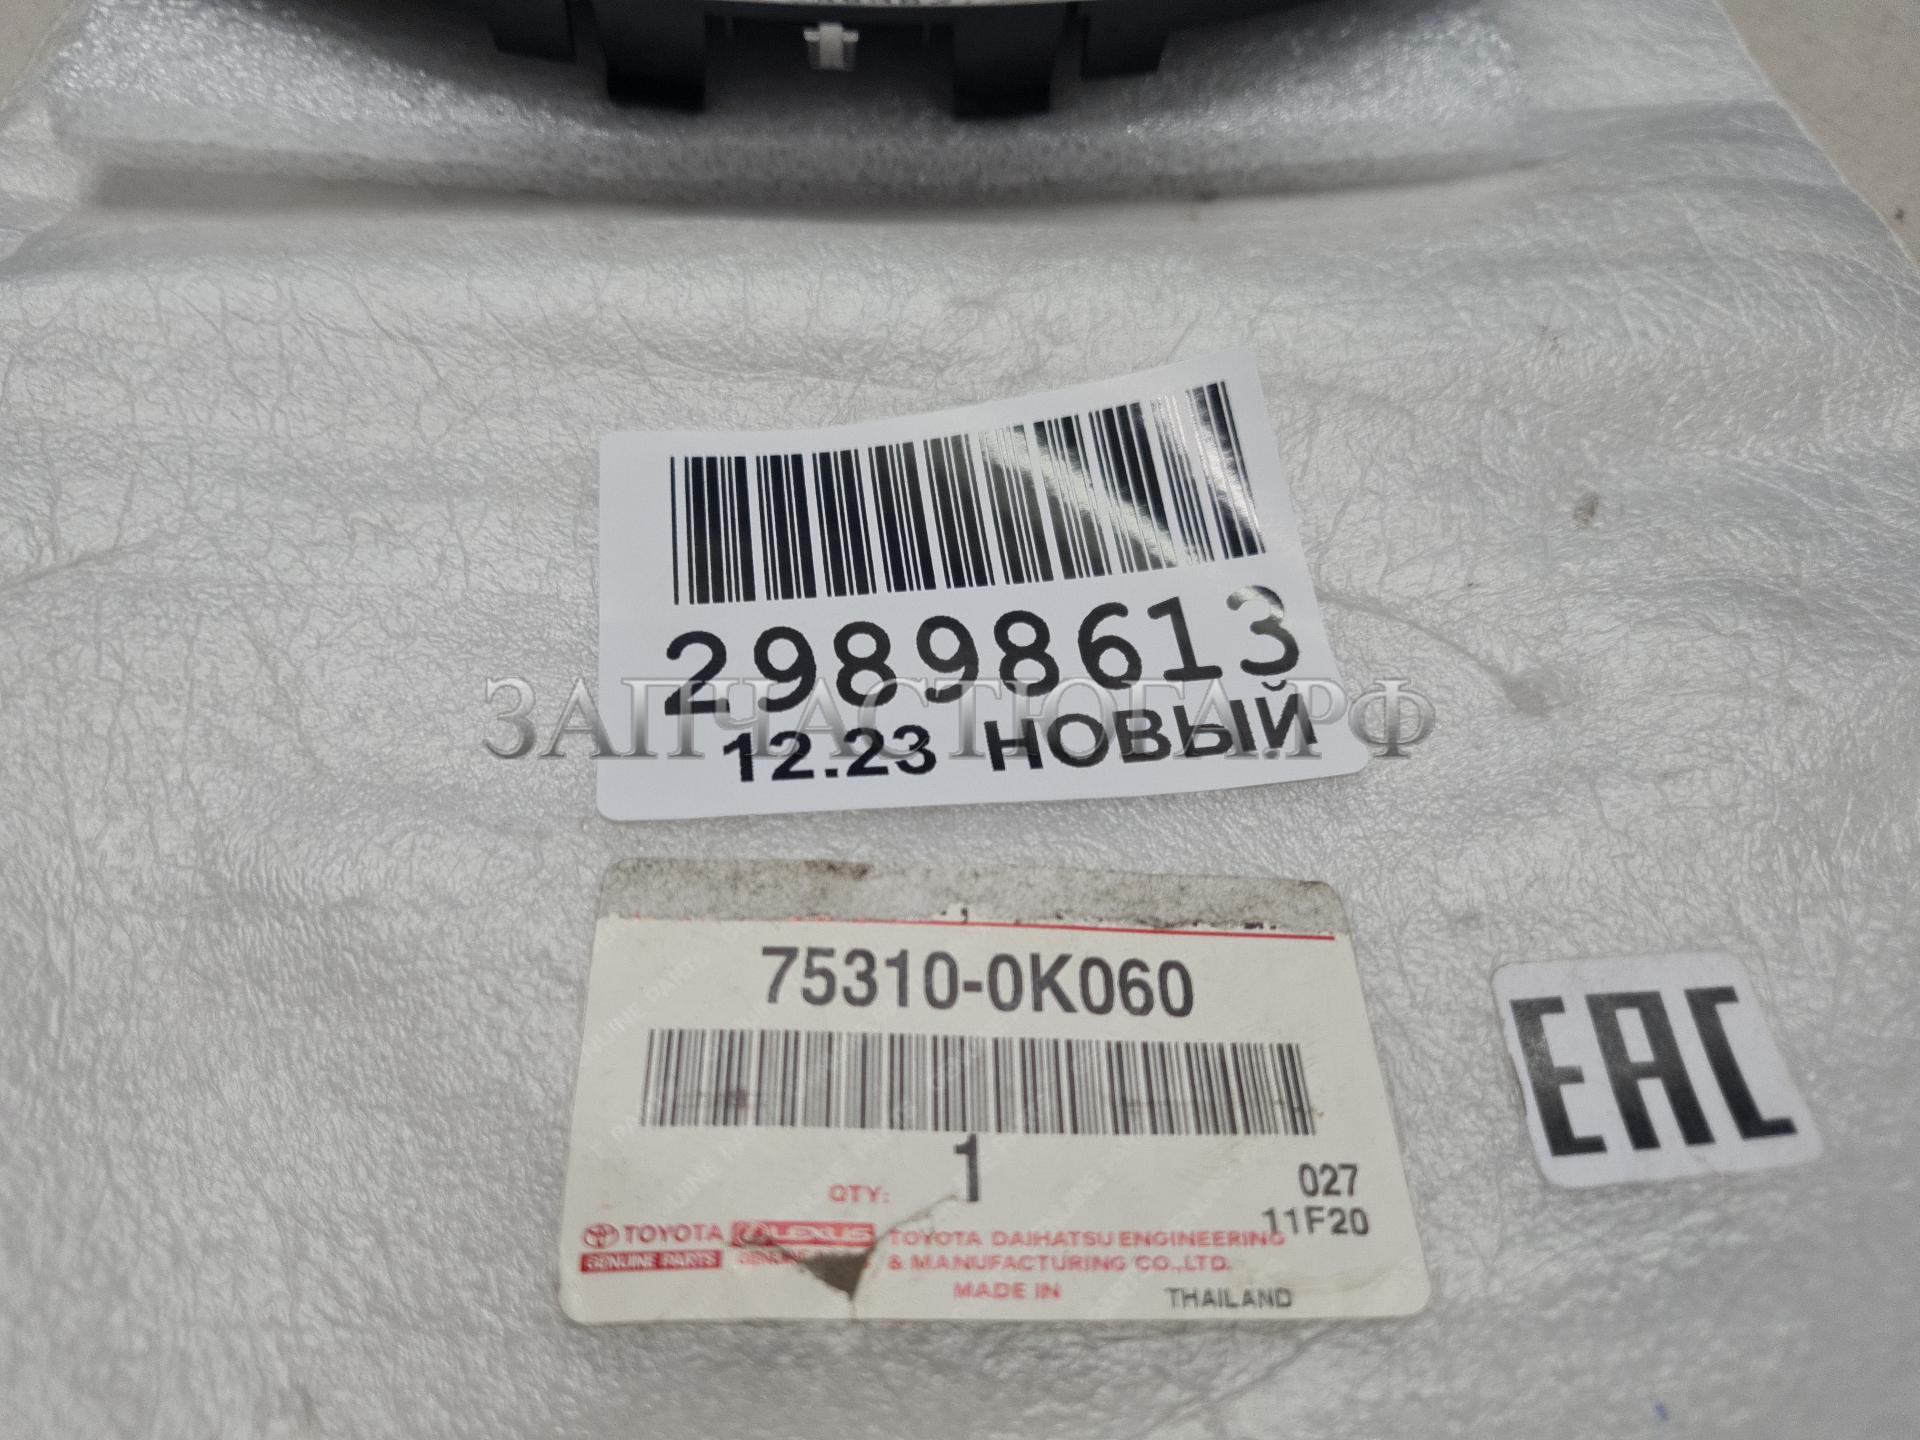 29898613
ЗАПЧАСТЮГА.РФ
12.23 НОВЫЙ
75310-0K060
EAC
1
QTY:
027
11F20
TOYOTA
GENUINE PARTS
LEXUS
TOYOTA DAIHATSU ENGINEERING
& MANUFACTURING CO.,LTD.
MADE IN
THAILAND